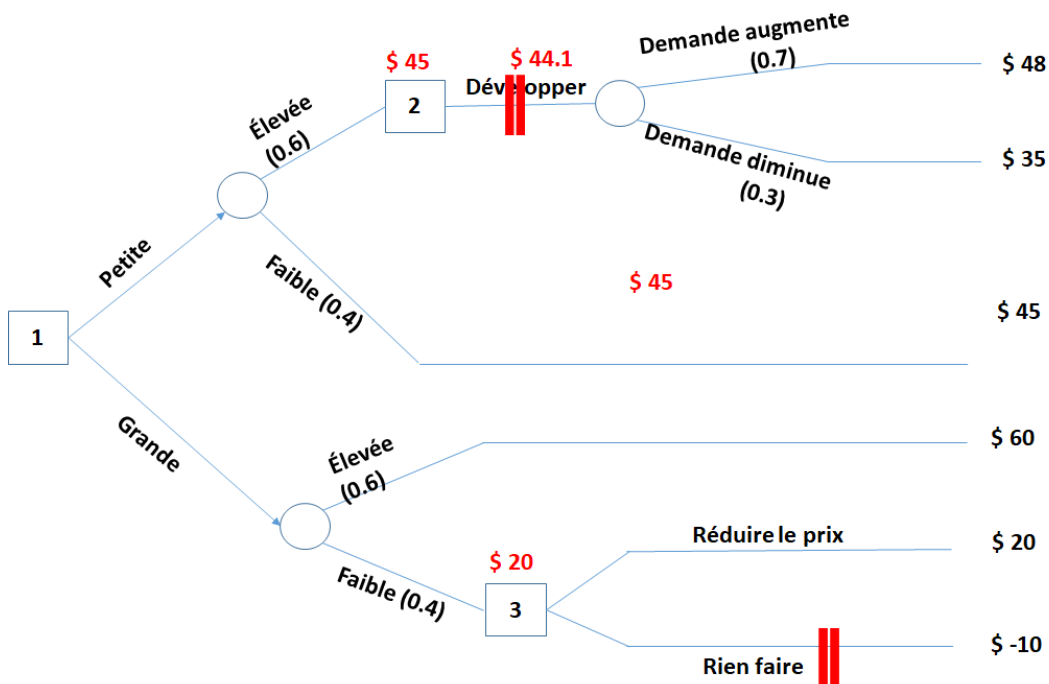 Demande augmente
(0.7)
$ 48
$ 45
$ 44.1
Développer
2
Élevée
(0.6)
Demande diminue
(0.3)
$ 35
Petite
Faible (0.4)
$ 45
$ 45
1
Grande
Élevée
(0.6)
$ 60
Réduire le prix
$ 20
$ 20
Faible (0.4)
3
Rien faire
$ -10